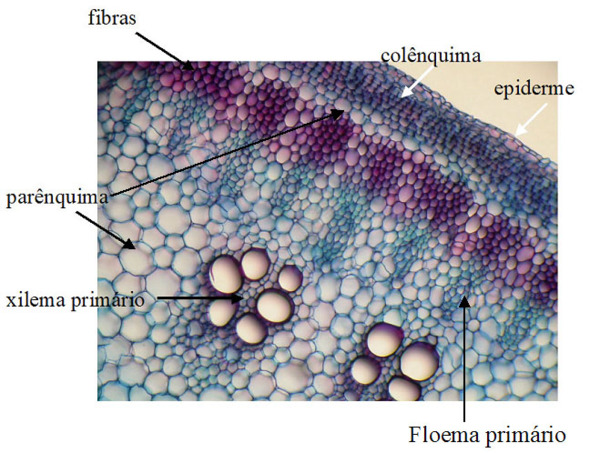 fibras
colênquima
epiderme
parênquima
xilema primário
Floema primário